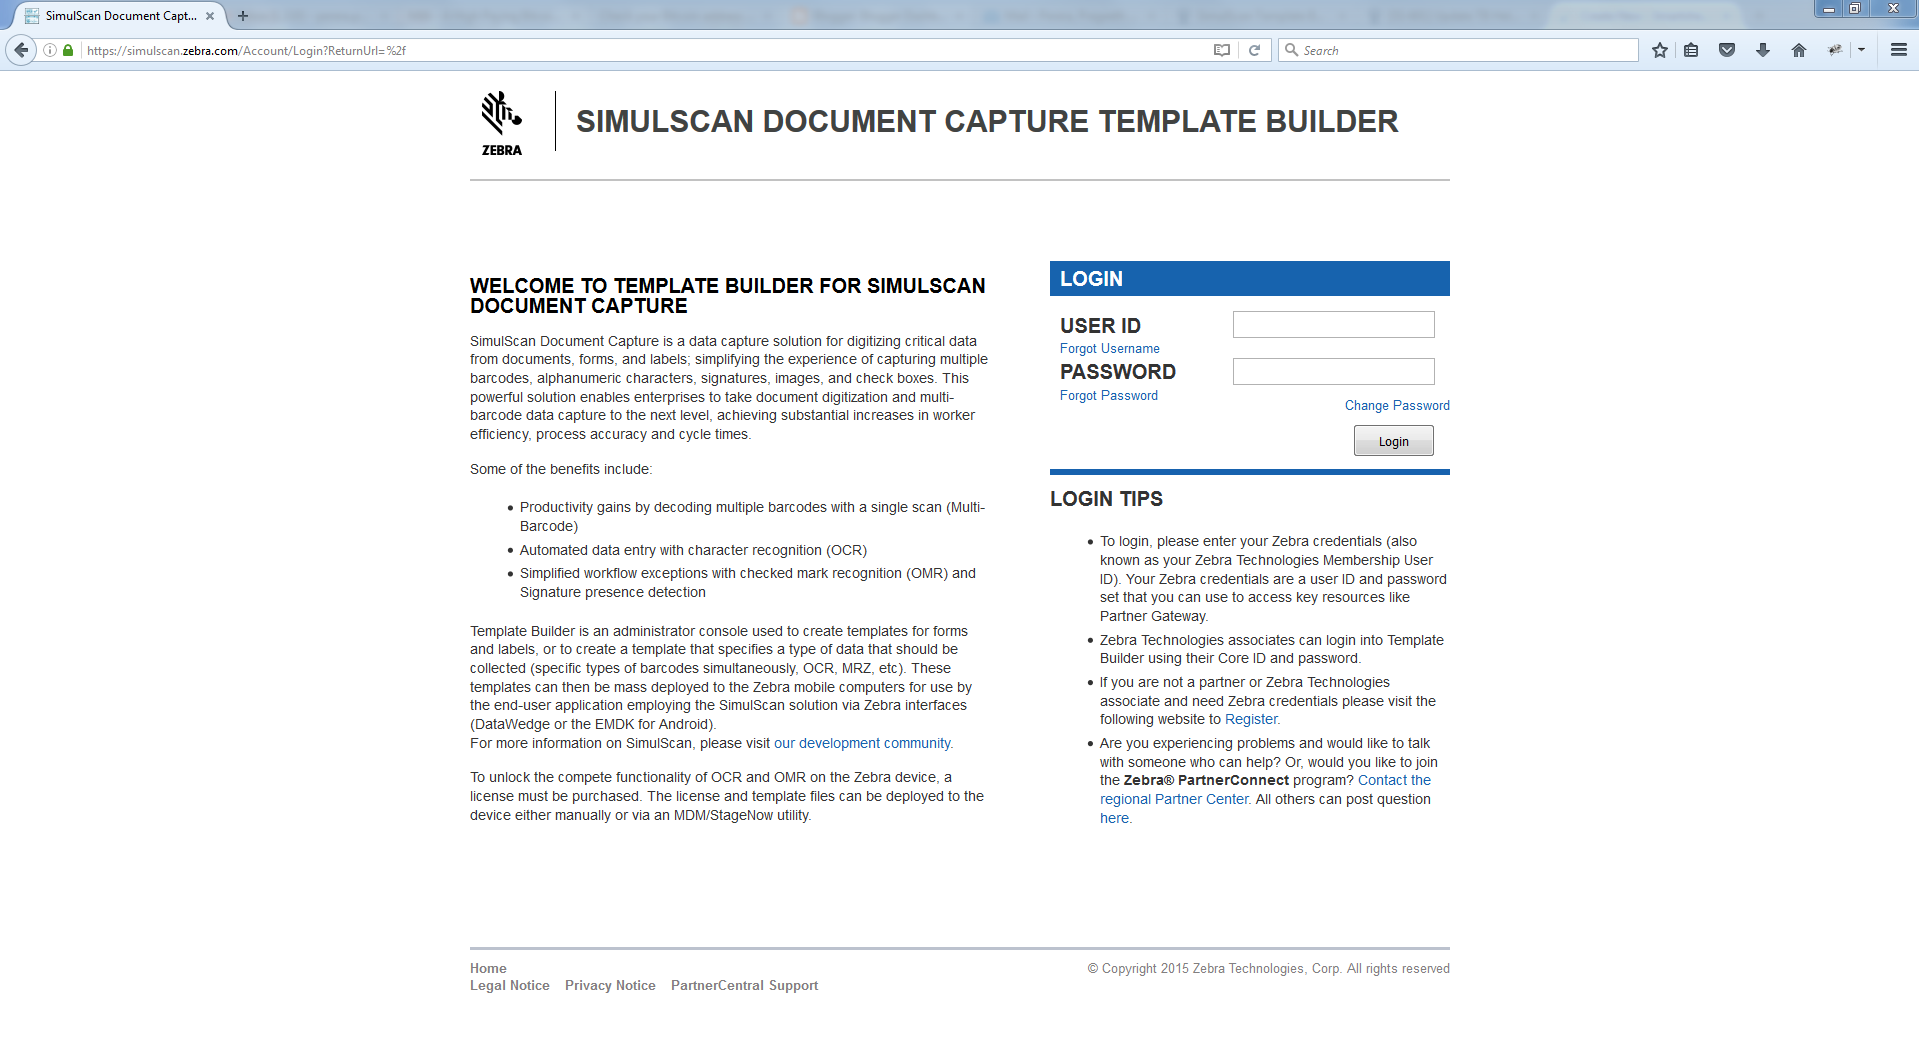 SimulScan Document Capt...
https://simulscan.zebra.com/Account/Login?ReturnUrl=%2f
Search
ZEBRA
SIMULSCAN DOCUMENT CAPTURE TEMPLATE BUILDER
WELCOME TO TEMPLATE BUILDER FOR SIMULSCAN
DOCUMENT CAPTURE
SimulScan Document Capture is a data capture solution for digitizing critical data
from documents, forms, and labels; simplifying the experience of capturing multiple
barcodes, alphanumeric characters, signatures, images, and check boxes. This
powerful solution enables enterprises to take document digitization and multi-
barcode data capture to the next level, achieving substantial increases in worker
efficiency, process accuracy and cycle times.
Some of the benefits include:
• Productivity gains by decoding multiple barcodes with a single scan (Multi-
Barcode)
• Automated data entry with character recognition (OCR)
• Simplified workflow exceptions with checked mark recognition (OMR) and
Signature presence detection
Template Builder is an administrator console used to create templates for forms
and labels, or to create a template that specifies a type of data that should be
collected (specific types of barcodes simultaneously, OCR, MRZ, etc). These
templates can then be mass deployed to the Zebra mobile computers for use by
the end-user application employing the SimulScan solution via Zebra interfaces
(DataWedge or the EMDK for Android).
For more information on SimulScan, please visit our development community.
To unlock the compete functionality of OCR and OMR on the Zebra device, a
license must be purchased. The license and template files can be deployed to the
device either manually or via an MDM/StageNow utility.
LOGIN
USER ID
Forgot Username
PASSWORD
Forgot Password
Change Password
Login
LOGIN TIPS
• To login, please enter your Zebra credentials (also
known as your Zebra Technologies Membership User
ID). Your Zebra credentials are a user ID and password
set that you can use to access key resources like
Partner Gateway.
• Zebra Technologies associates can login into Template
Builder using their Core ID and password.
• If you are not a partner or Zebra Technologies
associate and need Zebra credentials please visit the
following website to Register.
• Are you experiencing problems and would like to talk
with someone who can help? Or, would you like to join
the Zebra® PartnerConnect program? Contact the
regional Partner Center. All others can post question
here.
Home
Legal Notice Privacy Notice PartnerCentral Support
© Copyright 2015 Zebra Technologies, Corp. All rights reserved